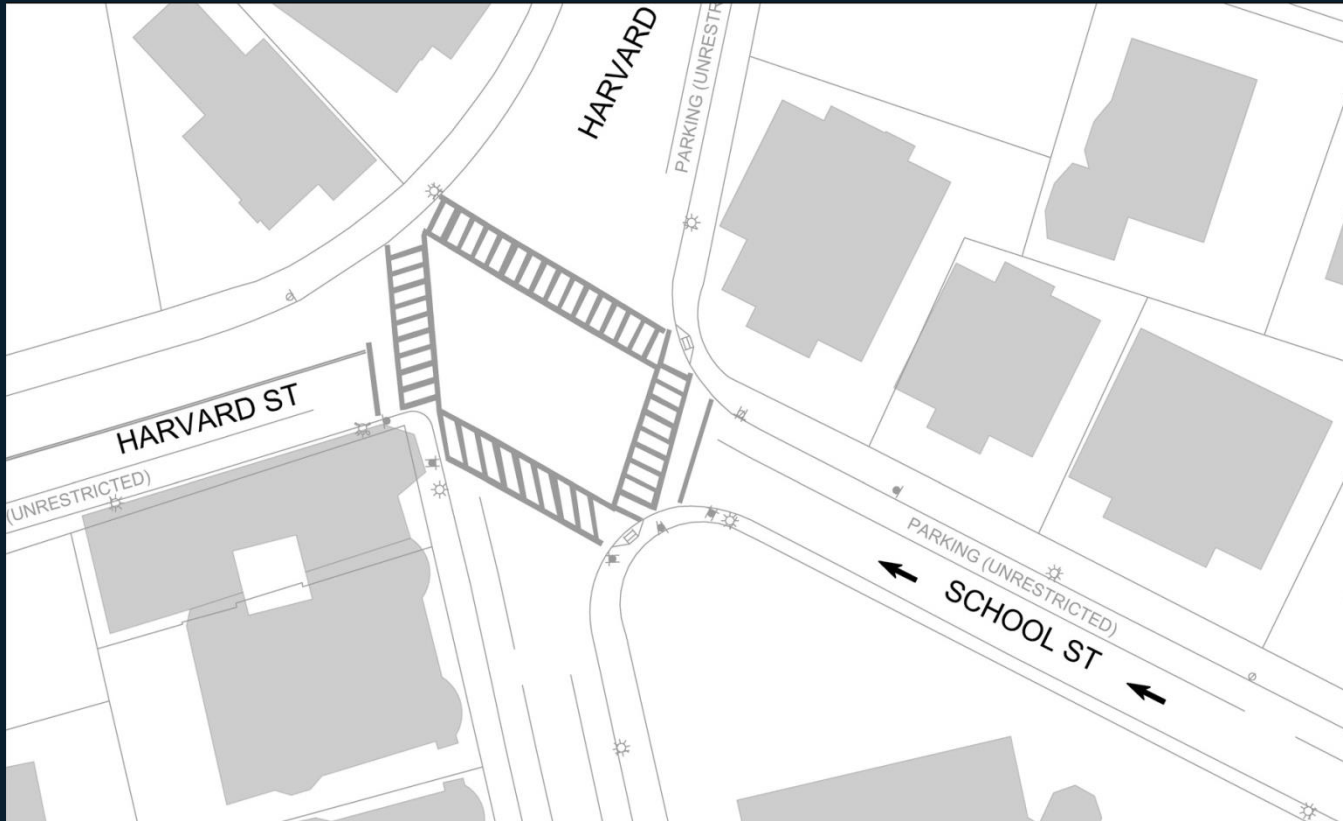 HARVARD
PARKING (UNRESTR
HARVARD ST
(UNRESTRICTED)
PARKING (UNRESTRICTED)
SCHOOL ST